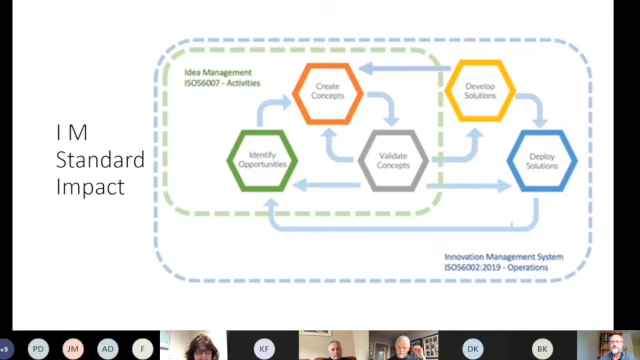 I M
Standard
Impact
Idea Management
ISO56007 - Activities
Create
Concepts
Develop
Solutions
Identify
Opportunities
Validate
Concepts
Deploy
Solutions
Innovation Management System
ISO56002:2019 - Operations
+9
PD
JM
AD
F
KF
DK
BK